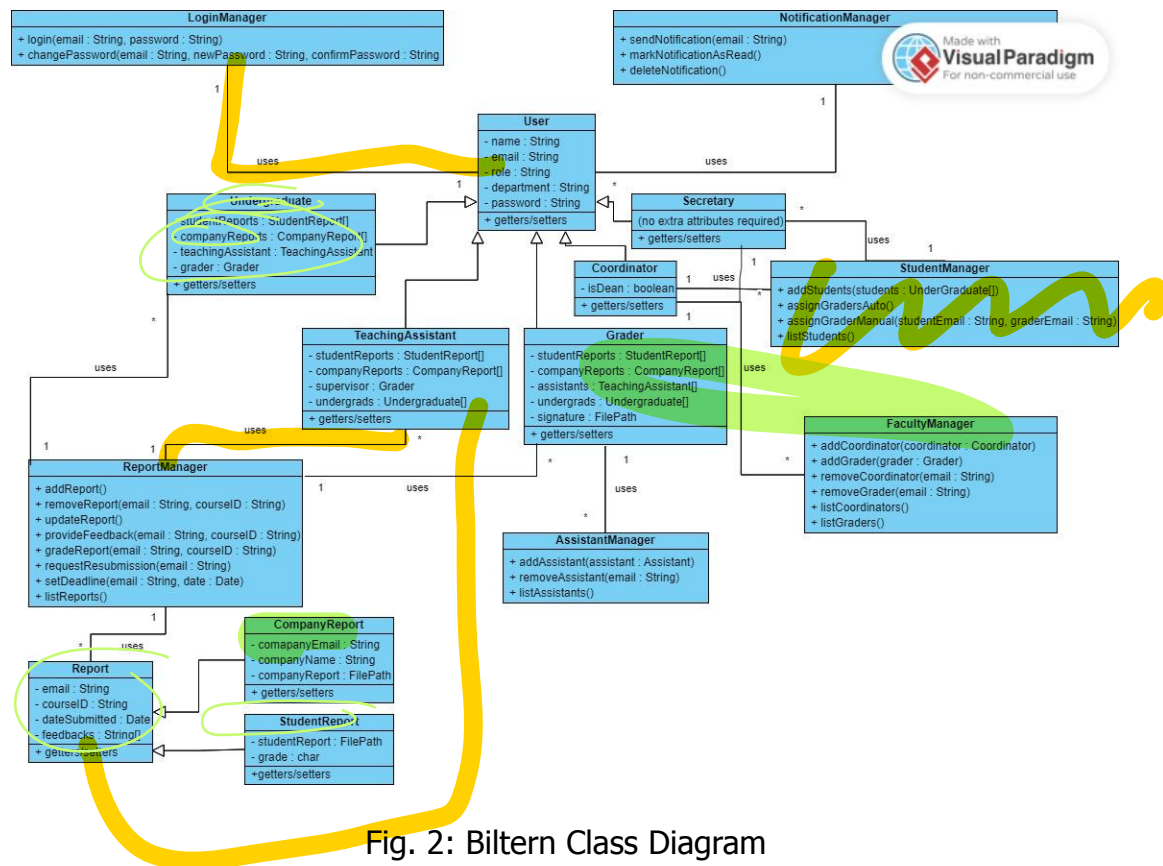 LoginManager
+ login(email : String, password : String)
+ changePassword(email : String, newPassword : String, confirmPassword : String
NotificationManager
+ sendNotification(email : String)
+ markNotificationAsRead()
+ deleteNotification()
Made with
VisualParadigm
For non-commercial use
1
1
uses
uses
User
- name : String
- email : String
- role : String
- department : String
- password : String
+ getters/setters
1
*
Undergraduate
- studentReports : StudentReport[]
- companyReports : CompanyReport[]
- teachingAssistant : TeachingAssistant
- grader : Grader
+ getters/setters
Secretary
(no extra attributes required)
+ getters/setters
*
uses
1
1
Coordinator
- isDean : boolean
+ getters/setters
1
uses
*
1
StudentManager
+ addStudents(students : UnderGraduate[])
+ assignGradersAuto()
+ assignGraderManual(studentEmail : String, graderEmail : String)
+ listStudents()
*
uses
1
TeachingAssistant
- studentReports : StudentReport[]
- companyReports : CompanyReport[]
- supervisor : Grader
- undergrads : Undergraduate[]
+ getters/setters
Grader
- studentReports : StudentReport[]
- companyReports : CompanyReport[]
- assistants : TeachingAssistant[]
- undergrads : Undergraduate[]
- signature : FilePath
+ getters/setters
uses
*
FacultyManager
+ addCoordinator(coordinator : Coordinator)
+ addGrader(grader : Grader)
+ removeCoordinator(email : String)
+ removeGrader(email : String)
+ listCoordinators()
+ listGraders()
uses
1
*
ReportManager
+ addReport()
+ removeReport(email : String, courseID : String)
+ updateReport()
+ provideFeedback(email : String, courseID : String)
+ gradeReport(email : String, courseID : String)
+ requestResubmission(email : String)
+ setDeadline(email : String, date : Date)
+ listReports()
1
uses
*
1
uses
*
AssistantManager
+ addAssistant(assistant : Assistant)
+ removeAssistant(email : String)
+ listAssistants()
1
*
uses
Report
- email : String
- courseID : String
- dateSubmitted : Date
- feedbacks : String[]
+ getters/setters
CompanyReport
- comapanyEmail : String
- companyName : String
- companyReport : FilePath
+ getters/setters
StudentReport
- studentReport : FilePath
- grade : char
+getters/setters
Fig. 2: Biltern Class Diagram